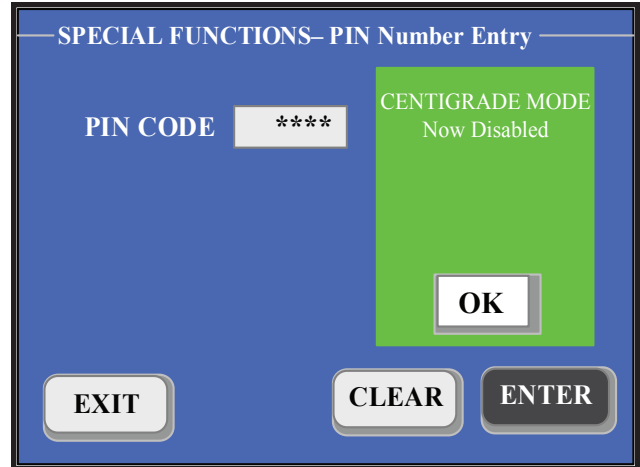 SPECIAL FUNCTIONS– PIN Number Entry
PIN CODE ****
CENTIGRADE MODE
Now Disabled
OK
EXIT
CLEAR
ENTER